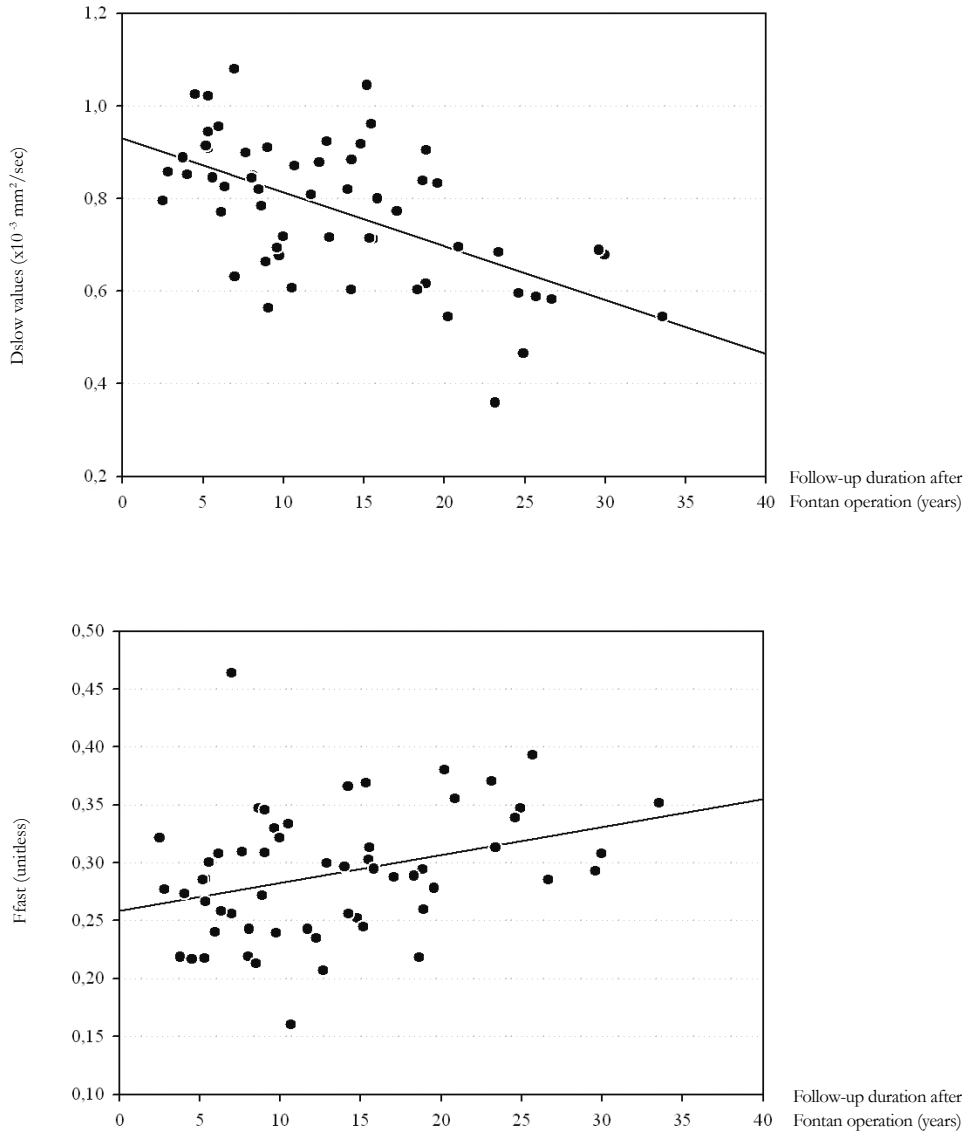 1,2
1,0
0,8
0,6
0,4
0,2
Dslow values (x10⁻³ mm²/sec)
0 5 10 15 20 25 30 35 40
Follow-up duration after
Fontan operation (years)
0,50
0,45
0,40
0,35
0,30
0,25
0,20
0,15
0,10
Ffast (unitless)
0 5 10 15 20 25 30 35 40
Follow-up duration after
Fontan operation (years)